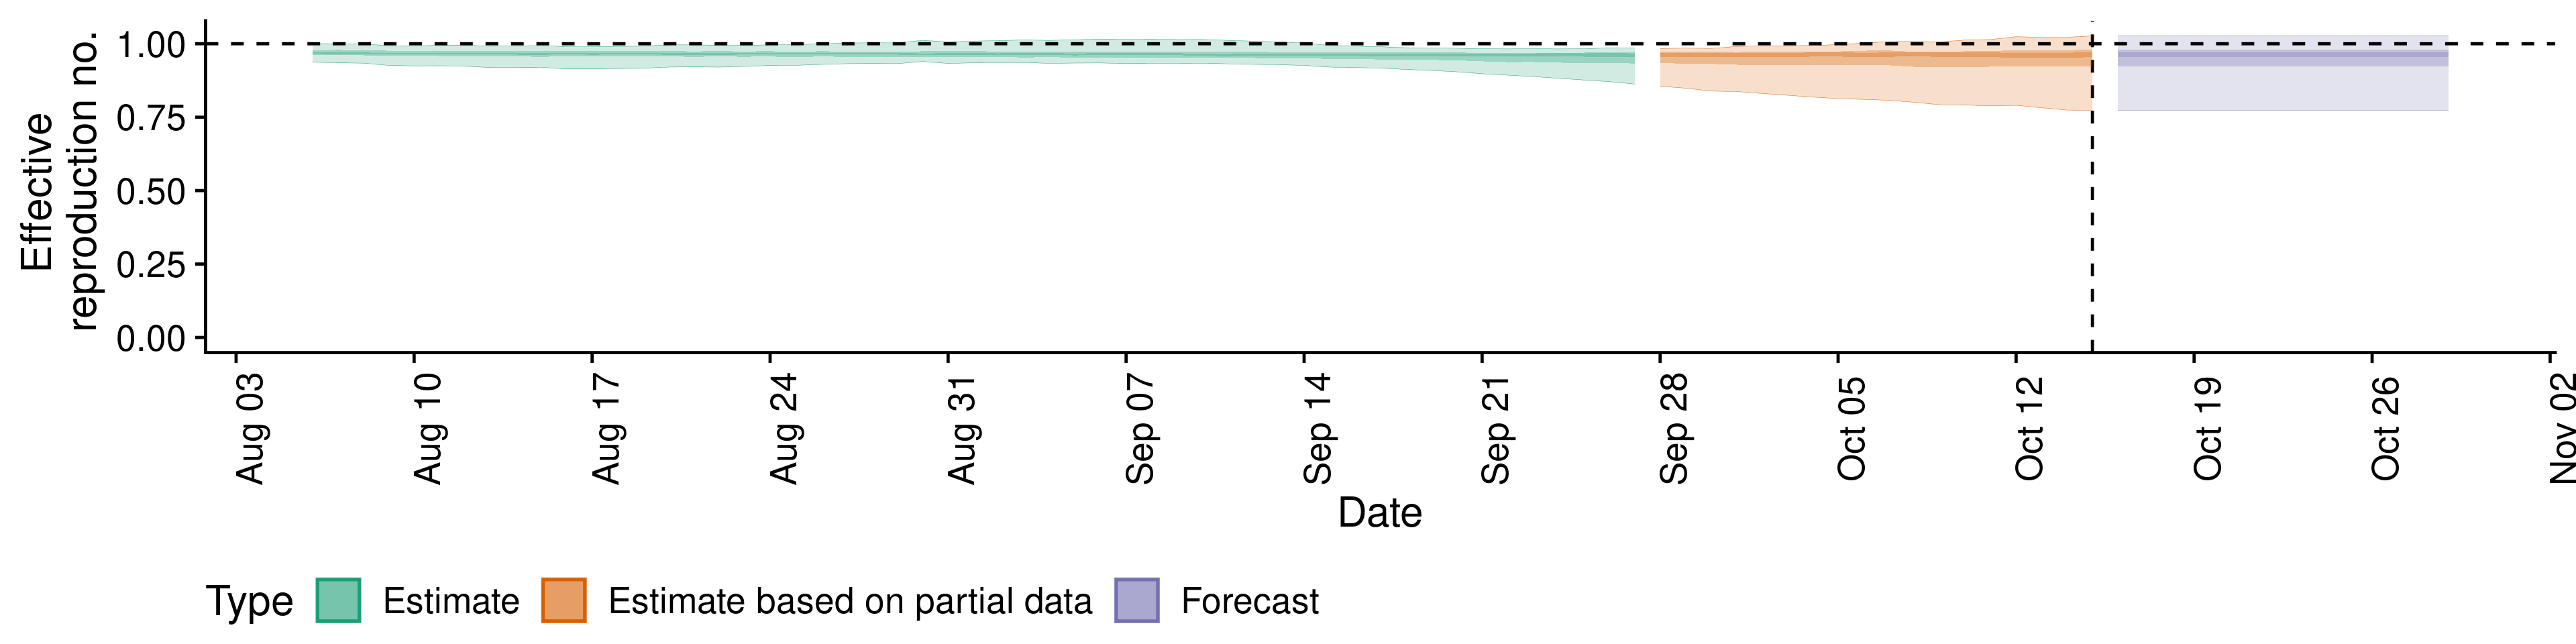 Effective
reproduction no.
1.00
0.75
0.50
0.25
0.00
Aug 03
Aug 10
Aug 17
Aug 24
Aug 31
Sep 07
Sep 14
Sep 21
Sep 28
Oct 05
Oct 12
Oct 19
Oct 26
Nov 02
Date
Type Estimate Estimate based on partial data Forecast